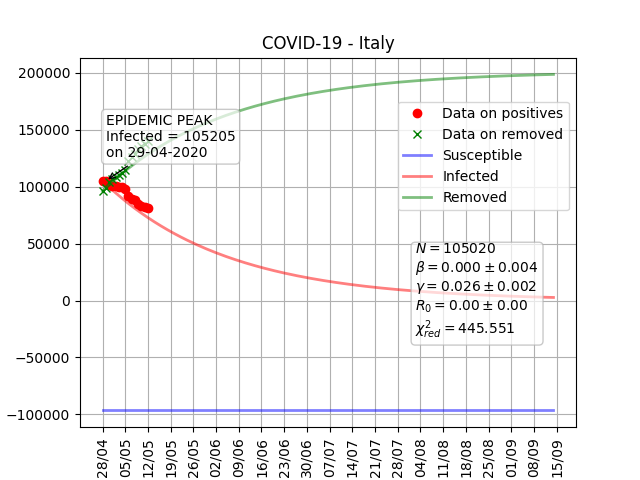 COVID-19 - Italy
200000
150000
100000
50000
0
−50000
−100000
EPIDEMIC PEAK
Infected = 105205
on 29-04-2020
Data on positives
Data on removed
Susceptible
Infected
Removed
N = 105020
β = 0.000 ± 0.004
γ = 0.026 ± 0.002
R₀ = 0.00 ± 0.00
χ²red = 445.551
28/04
05/05
12/05
19/05
26/05
02/06
09/06
16/06
23/06
30/06
07/07
14/07
21/07
28/07
04/08
11/08
18/08
25/08
01/09
08/09
15/09